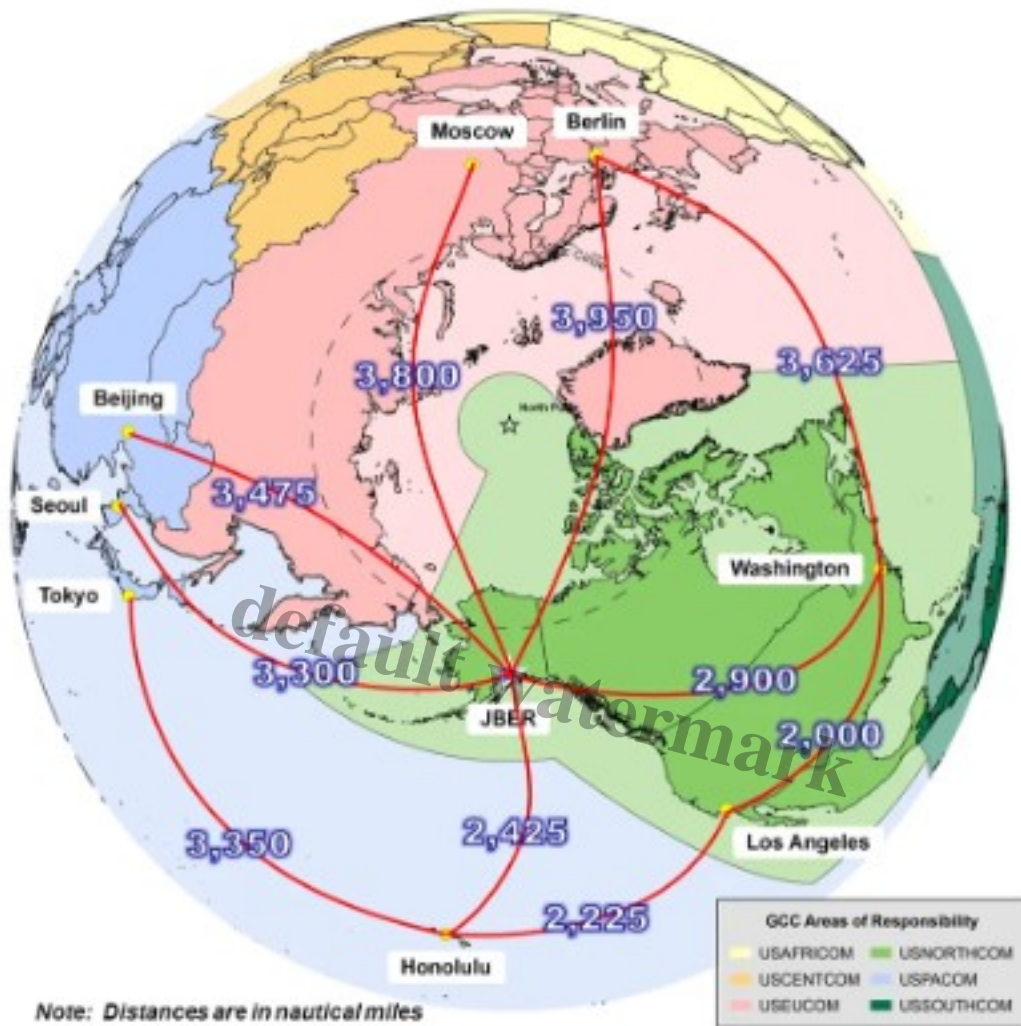 Moscow
Berlin
3,950
3,800
3,625
Beijing
North Pole
3,475
Seoul
Washington
Tokyo
3,300
2,900
JBER
2,000
3,350
2,425
Los Angeles
2,225
Honolulu
default watermark
GCC Areas of Responsibility
USAFRICOM USNORTHCOM
USCENTCOM USPACOM
USEUCOM USSOUTHCOM
Note: Distances are in nautical miles